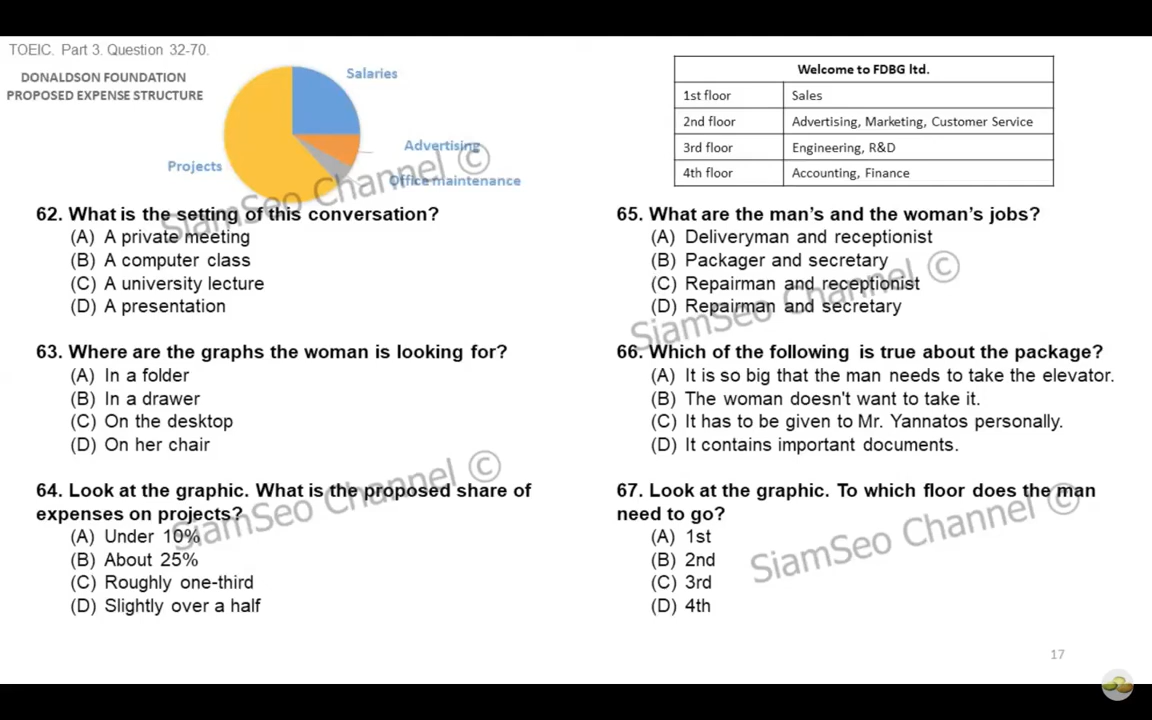 TOEIC. Part 3. Question 32-70.
DONALDSON FOUNDATION
PROPOSED EXPENSE STRUCTURE
Salaries
Advertising
Office maintenance
Projects
62. What is the setting of this conversation?
(A) A private meeting
(B) A computer class
(C) A university lecture
(D) A presentation
63. Where are the graphs the woman is looking for?
(A) In a folder
(B) In a drawer
(C) On the desktop
(D) On her chair
64. Look at the graphic. What is the proposed share of
expenses on projects?
(A) Under 10%
(B) About 25%
(C) Roughly one-third
(D) Slightly over a half
SiamSeo Channel ©
SiamSeo Channel ©
Welcome to FDBG ltd.
1st floor Sales
2nd floor Advertising, Marketing, Customer Service
3rd floor Engineering, R&D
4th floor Accounting, Finance
65. What are the man's and the woman's jobs?
(A) Deliveryman and receptionist
(B) Packager and secretary
(C) Repairman and receptionist
(D) Repairman and secretary
66. Which of the following is true about the package?
(A) It is so big that the man needs to take the elevator.
(B) The woman doesn't want to take it.
(C) It has to be given to Mr. Yannatos personally.
(D) It contains important documents.
67. Look at the graphic. To which floor does the man
need to go?
(A) 1st
(B) 2nd
(C) 3rd
(D) 4th
SiamSeo Channel ©
SiamSeo Channel ©
17